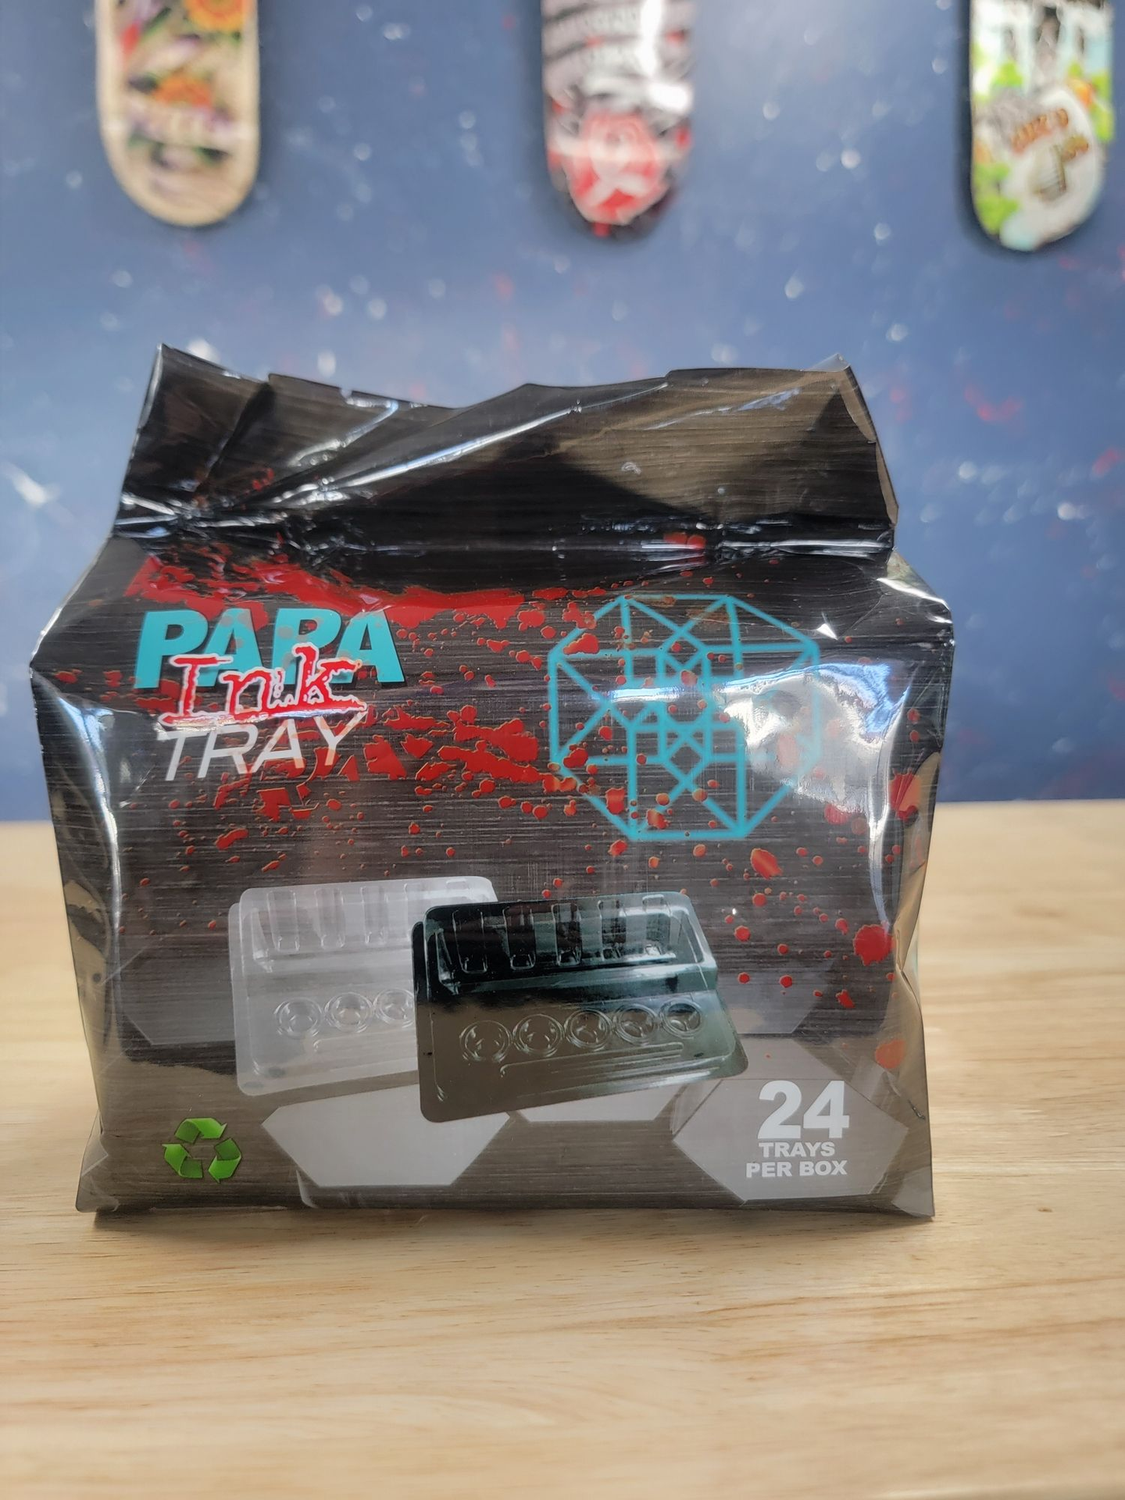 PAPA
Ink
TRAY
24
TRAYS
PER BOX